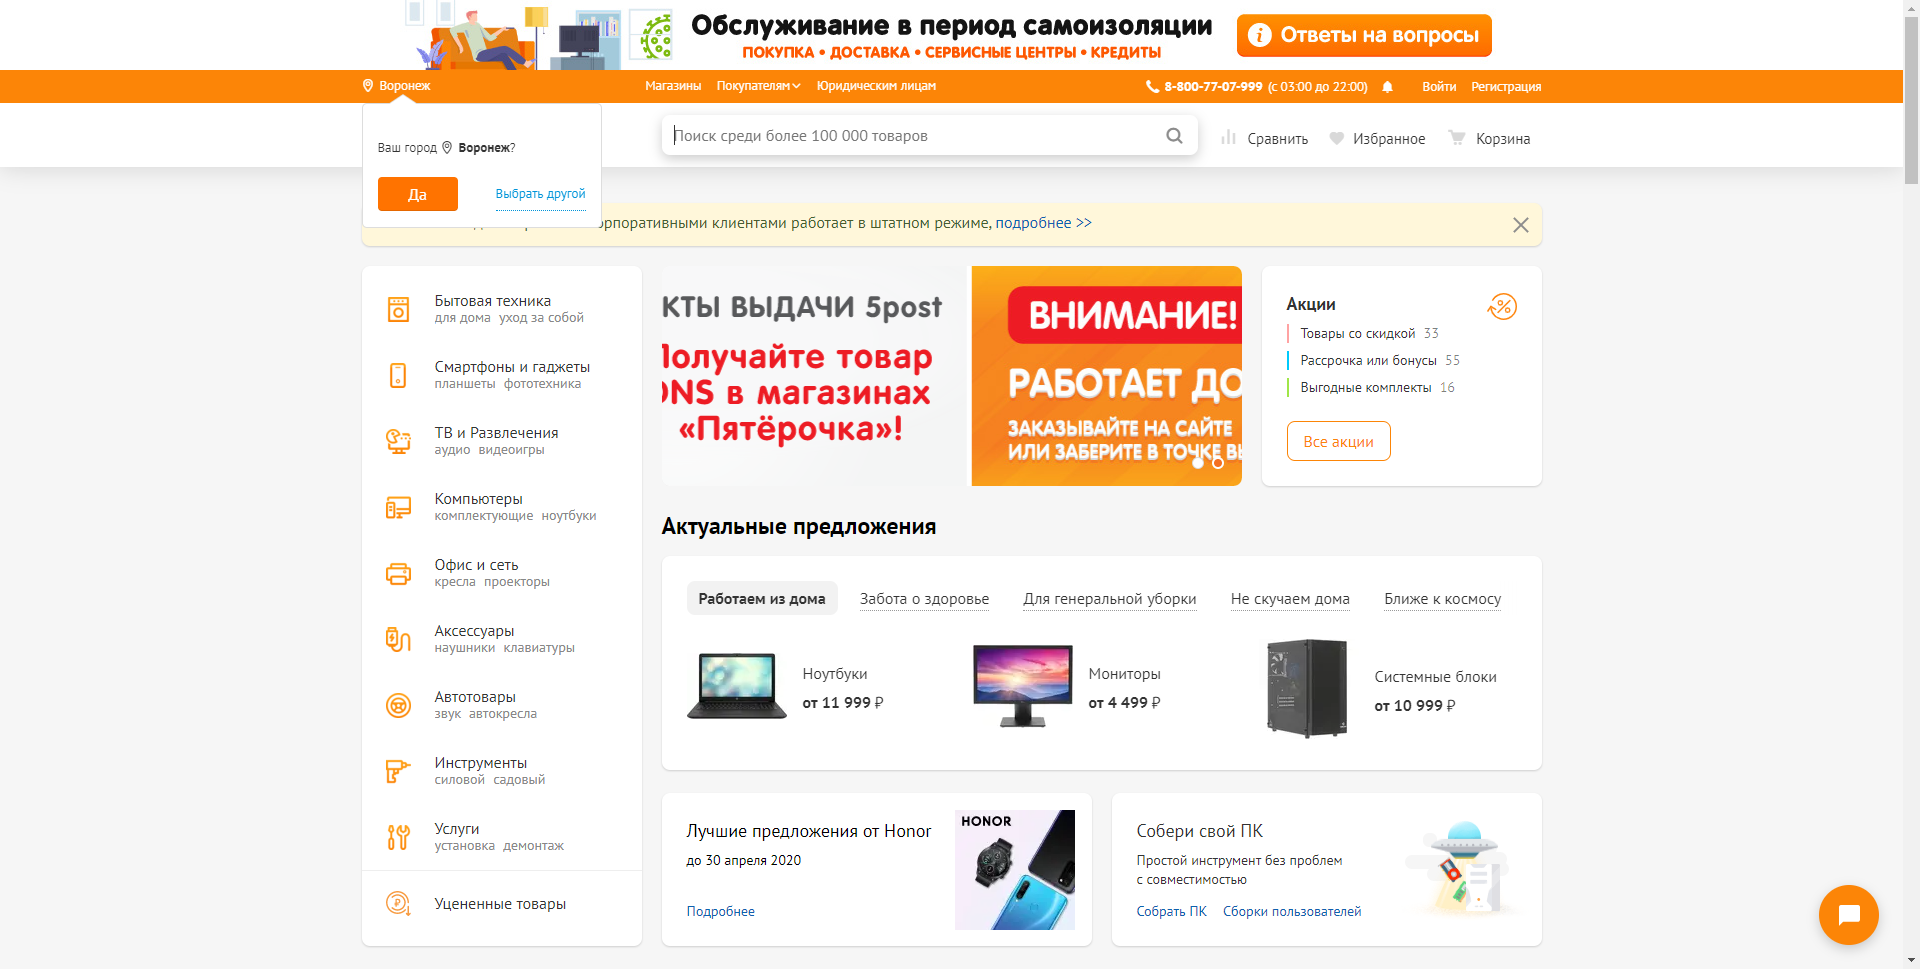 Обслуживание в период самоизоляции
ПОКУПКА • ДОСТАВКА • СЕРВИСНЫЕ ЦЕНТРЫ • КРЕДИТЫ
Ответы на вопросы
Воронеж
Магазины Покупателям Юридическим лицам
8-800-77-07-999 (с 03:00 до 22:00)
Войти Регистрация
Ваш город Воронеж?
Да Выбрать другой
Поиск среди более 100 000 товаров
Сравнить Избранное Корзина
орпоративными клиентами работает в штатном режиме, подробнее >>
Бытовая техника
для дома уход за собой
Смартфоны и гаджеты
планшеты фототехника
ТВ и Развлечения
аудио видеоигры
Компьютеры
комплектующие ноутбуки
Офис и сеть
кресла проекторы
Аксессуары
наушники клавиатуры
Автотовары
звук автокресла
Инструменты
силовой садовый
Услуги
установка демонтаж
Уцененные товары
КТЫ ВЫДАЧИ 5post
Получайте товар
DNS в магазинах
«Пятёрочка»!
ВНИМАНИЕ!
РАБОТАЕТ ДО
ЗАКАЗЫВАЙТЕ НА САЙТЕ
ИЛИ ЗАБЕРИТЕ В ТОЧКЕ ВЫ
Акции
Товары со скидкой 33
Рассрочка или бонусы 55
Выгодные комплекты 16
Все акции
Актуальные предложения
Работаем из дома Забота о здоровье Для генеральной уборки Не скучаем дома Ближе к космосу
Ноутбуки
от 11 999 ₽
Мониторы
от 4 499 ₽
Системные блоки
от 10 999 ₽
Лучшие предложения от Honor
до 30 апреля 2020
Подробнее
HONOR
Собери свой ПК
Простой инструмент без проблем
с совместимостью
Собрать ПК Сборки пользователей